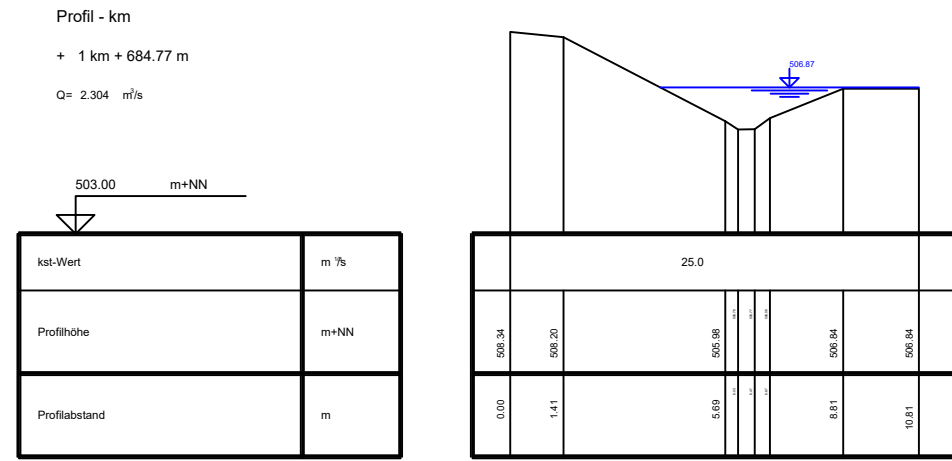 Profil - km
+ 1 km + 684.77 m
Q= 2.304 m³/s
506.87
503.00 m+NN
kst-Wert m ¹/³/s 25.0
Profilhöhe m+NN 508.34 508.20 505.98 506.84 506.84
Profilabstand m 0.00 1.41 5.69 8.81 10.81